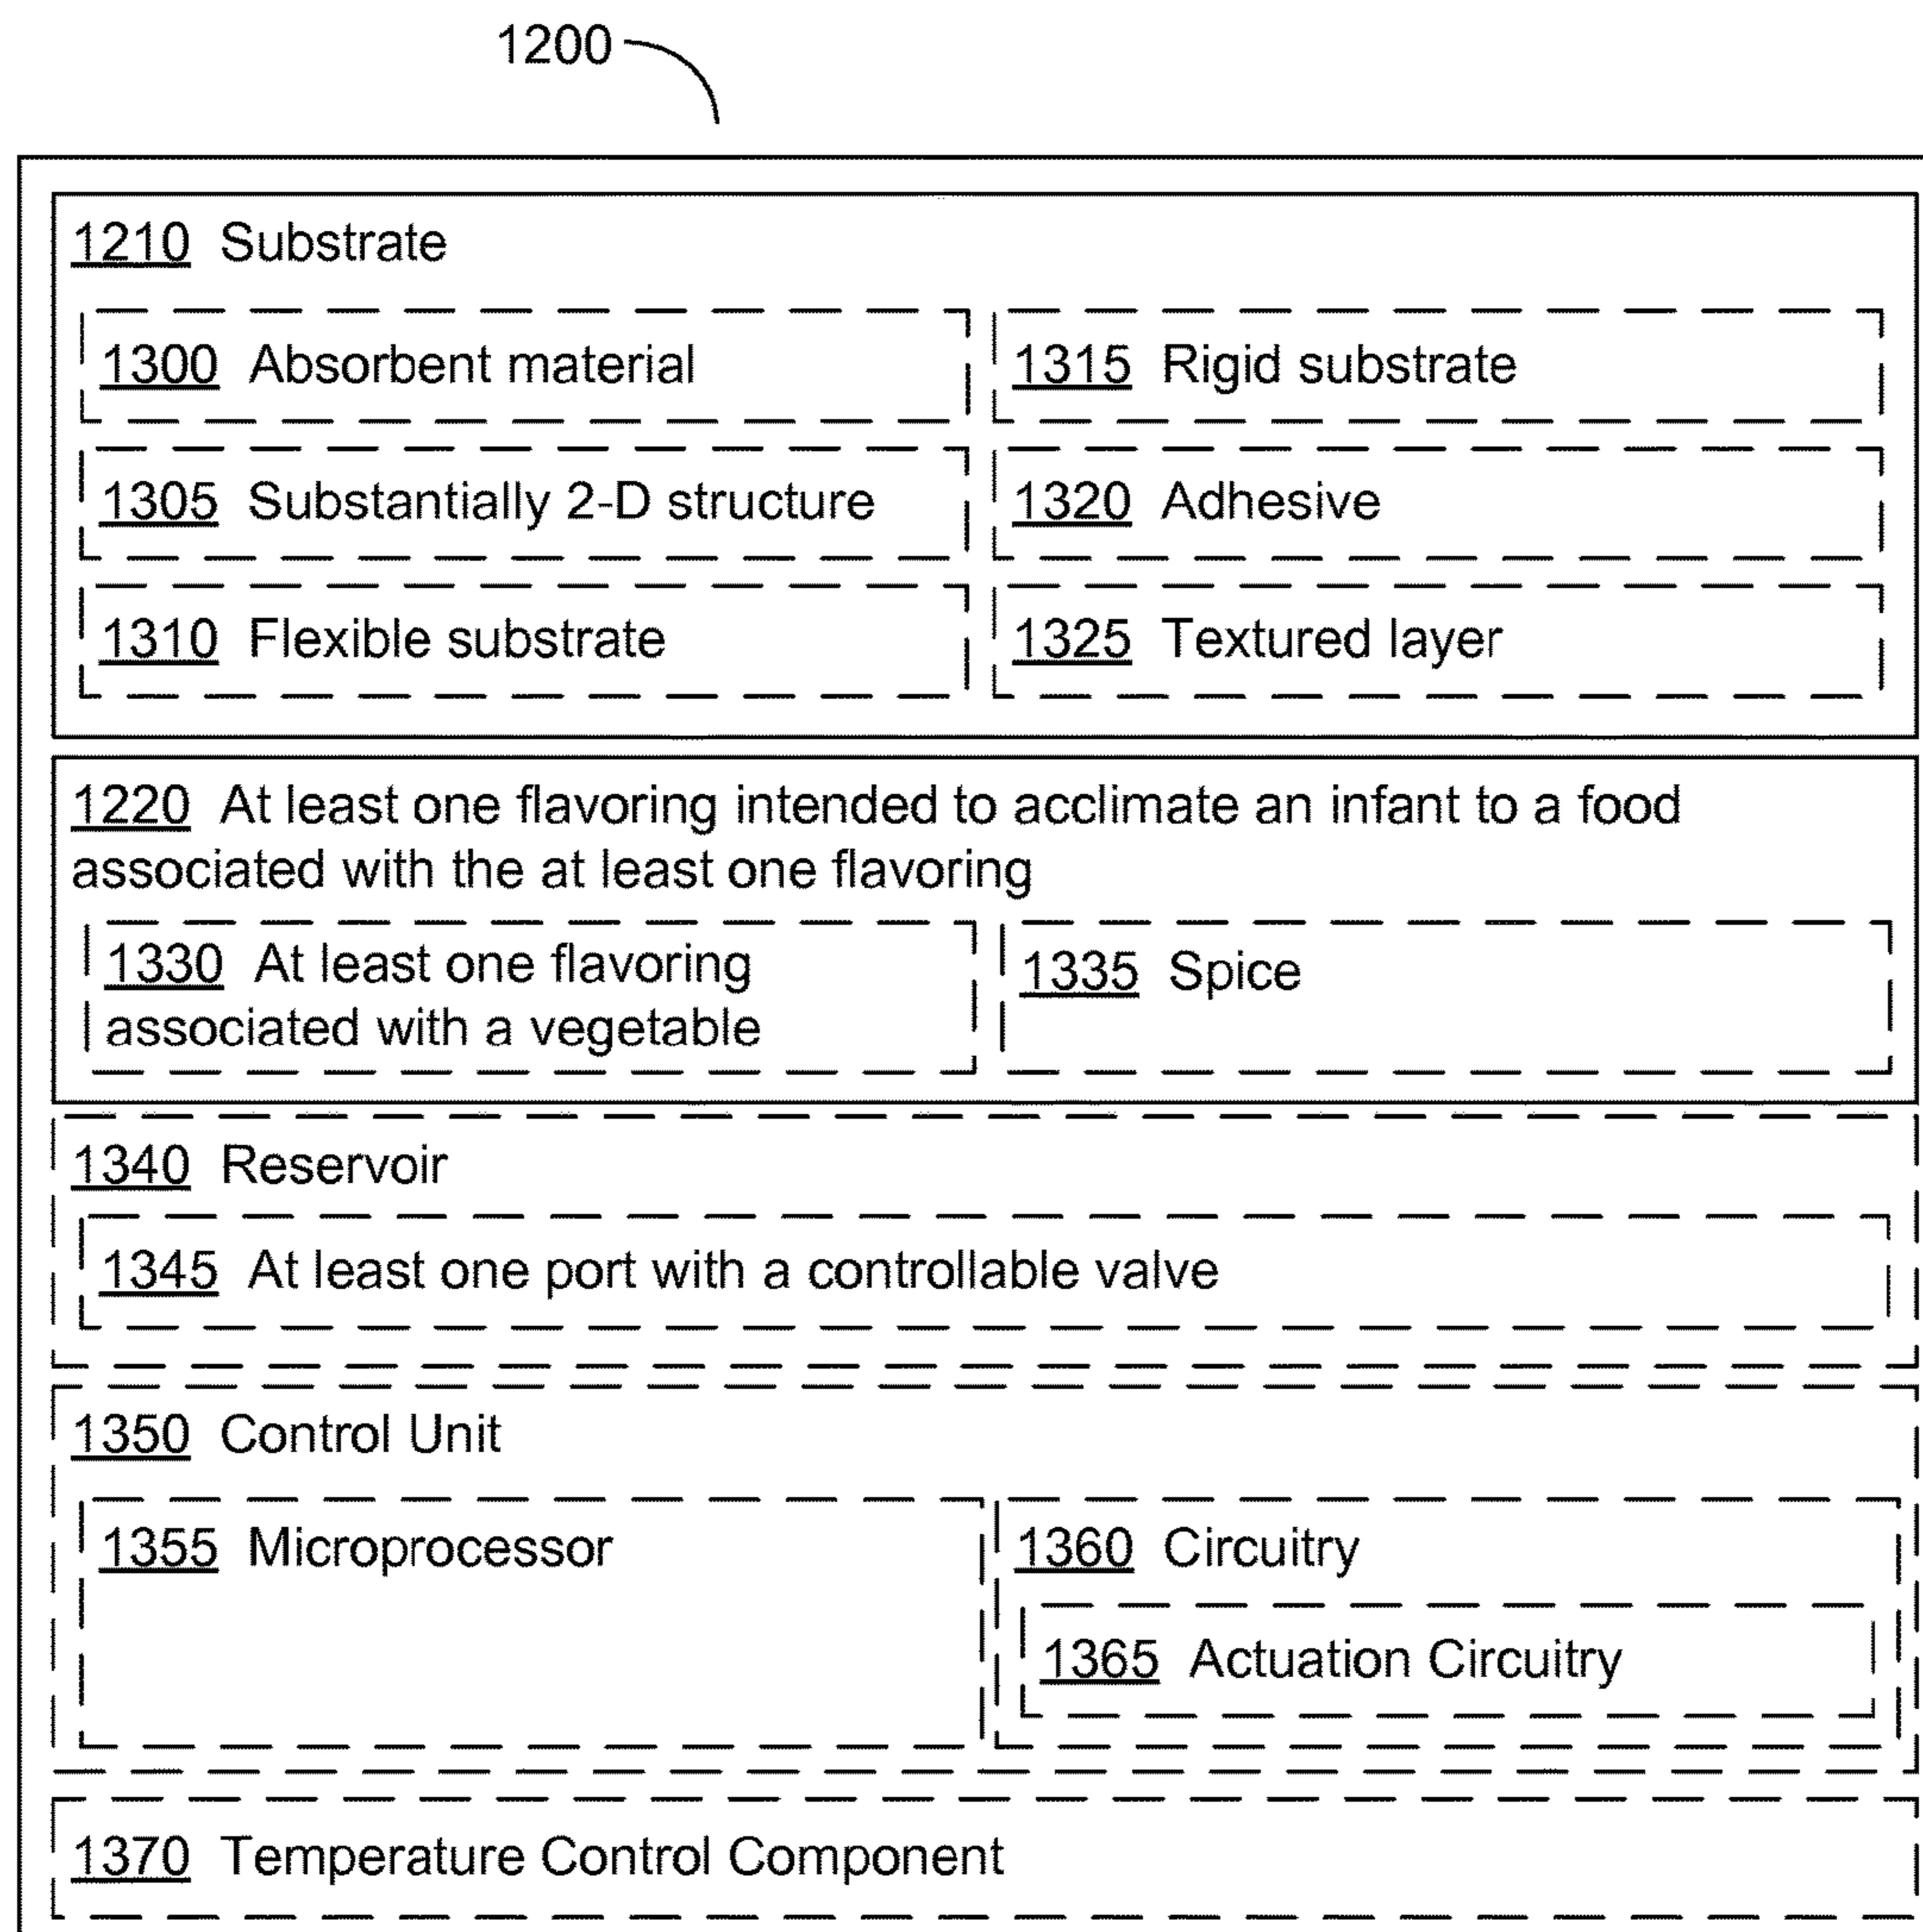 1200
1210 Substrate
1300 Absorbent material
1315 Rigid substrate
1305 Substantially 2-D structure
1320 Adhesive
1310 Flexible substrate
1325 Textured layer
1220 At least one flavoring intended to acclimate an infant to a food
associated with the at least one flavoring
1330 At least one flavoring
associated with a vegetable
1335 Spice
1340 Reservoir
1345 At least one port with a controllable valve
1350 Control Unit
1355 Microprocessor
1360 Circuitry
1365 Actuation Circuitry
1370 Temperature Control Component